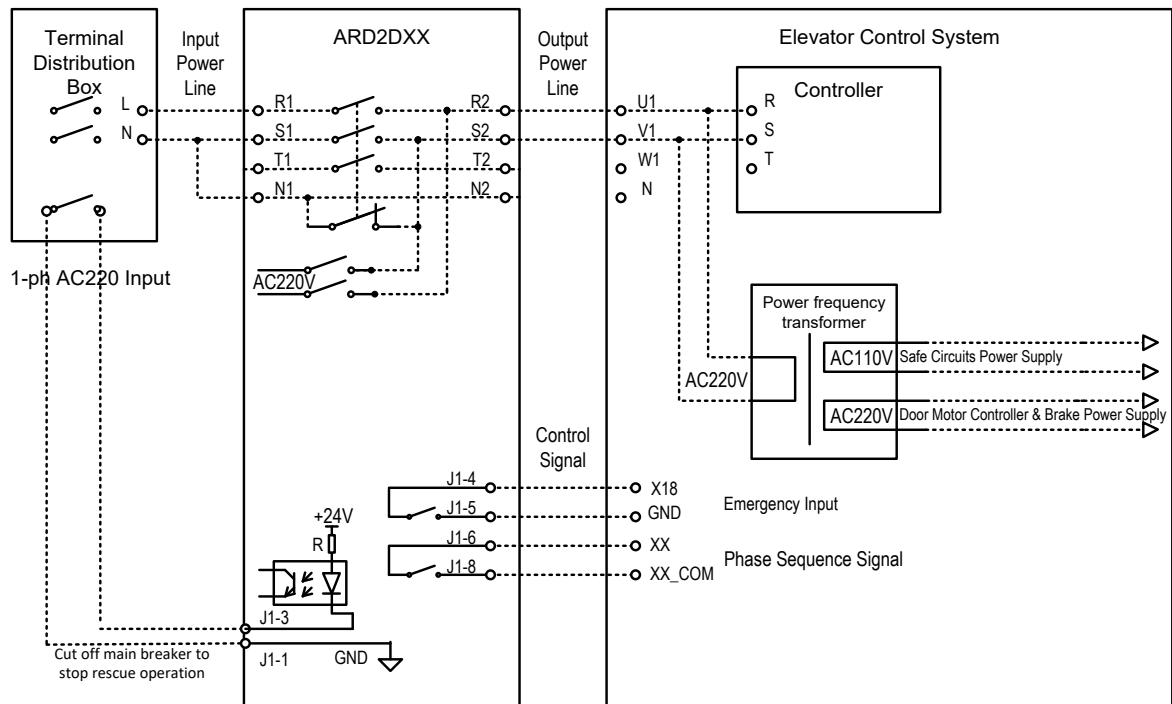 Terminal
Distribution
Box
Input
Power
Line
ARD2DXX
Output
Power
Line
Elevator Control System
Controller
L
R1
R2
U1
R
N
S1
S2
V1
S
T1
T2
W1
T
N1
N2
N
1-ph AC220 Input
AC220V
Power frequency
transformer
AC110V
Safe Circuits Power Supply
AC220V
AC220V
Door Motor Controller & Brake Power Supply
Control
Signal
J1-4
X18
Emergency Input
J1-5
GND
+24V
J1-6
XX
R
Phase Sequence Signal
J1-8
XX_COM
J1-3
Cut off main breaker to
stop rescue operation
J1-1
GND